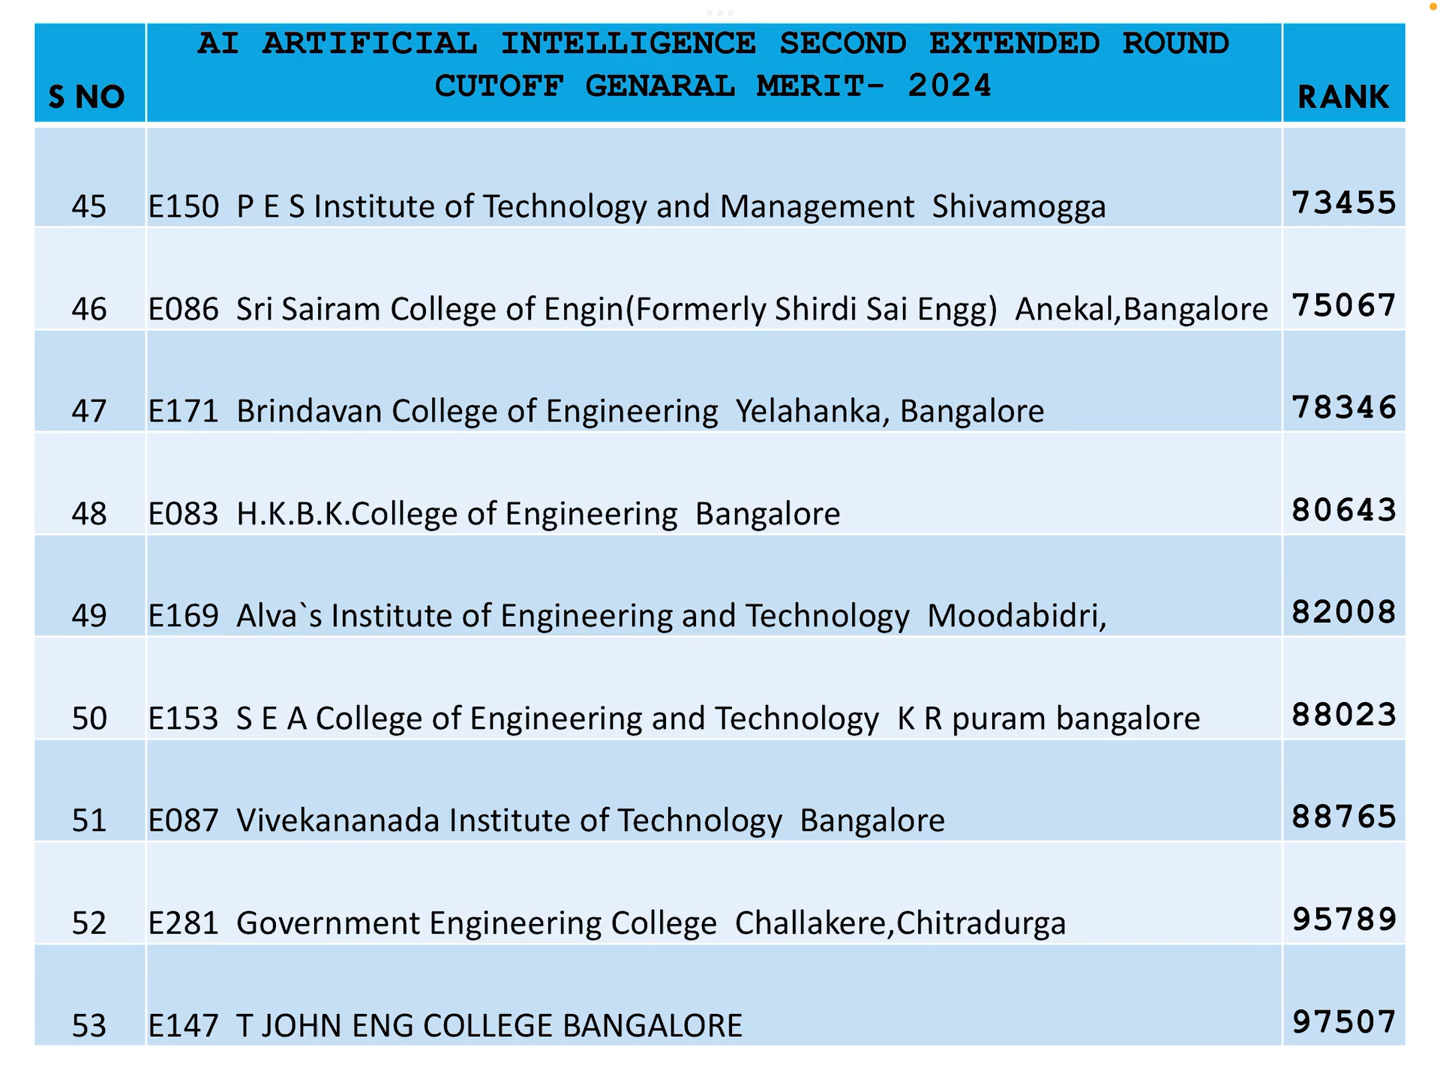 S NO AI ARTIFICIAL INTELLIGENCE SECOND EXTENDED ROUND CUTOFF GENARAL MERIT- 2024 RANK
45 E150 P E S Institute of Technology and Management Shivamogga 73455
46 E086 Sri Sairam College of Engin(Formerly Shirdi Sai Engg) Anekal,Bangalore 75067
47 E171 Brindavan College of Engineering Yelahanka, Bangalore 78346
48 E083 H.K.B.K.College of Engineering Bangalore 80643
49 E169 Alva`s Institute of Engineering and Technology Moodabidri, 82008
50 E153 S E A College of Engineering and Technology K R puram bangalore 88023
51 E087 Vivekananada Institute of Technology Bangalore 88765
52 E281 Government Engineering College Challakere,Chitradurga 95789
53 E147 T JOHN ENG COLLEGE BANGALORE 97507